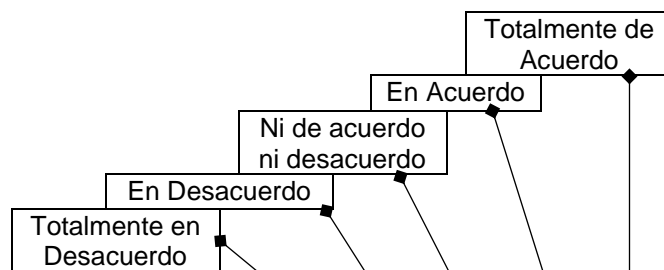 Totalmente de
Acuerdo
En Acuerdo
Ni de acuerdo
ni desacuerdo
En Desacuerdo
Totalmente en
Desacuerdo